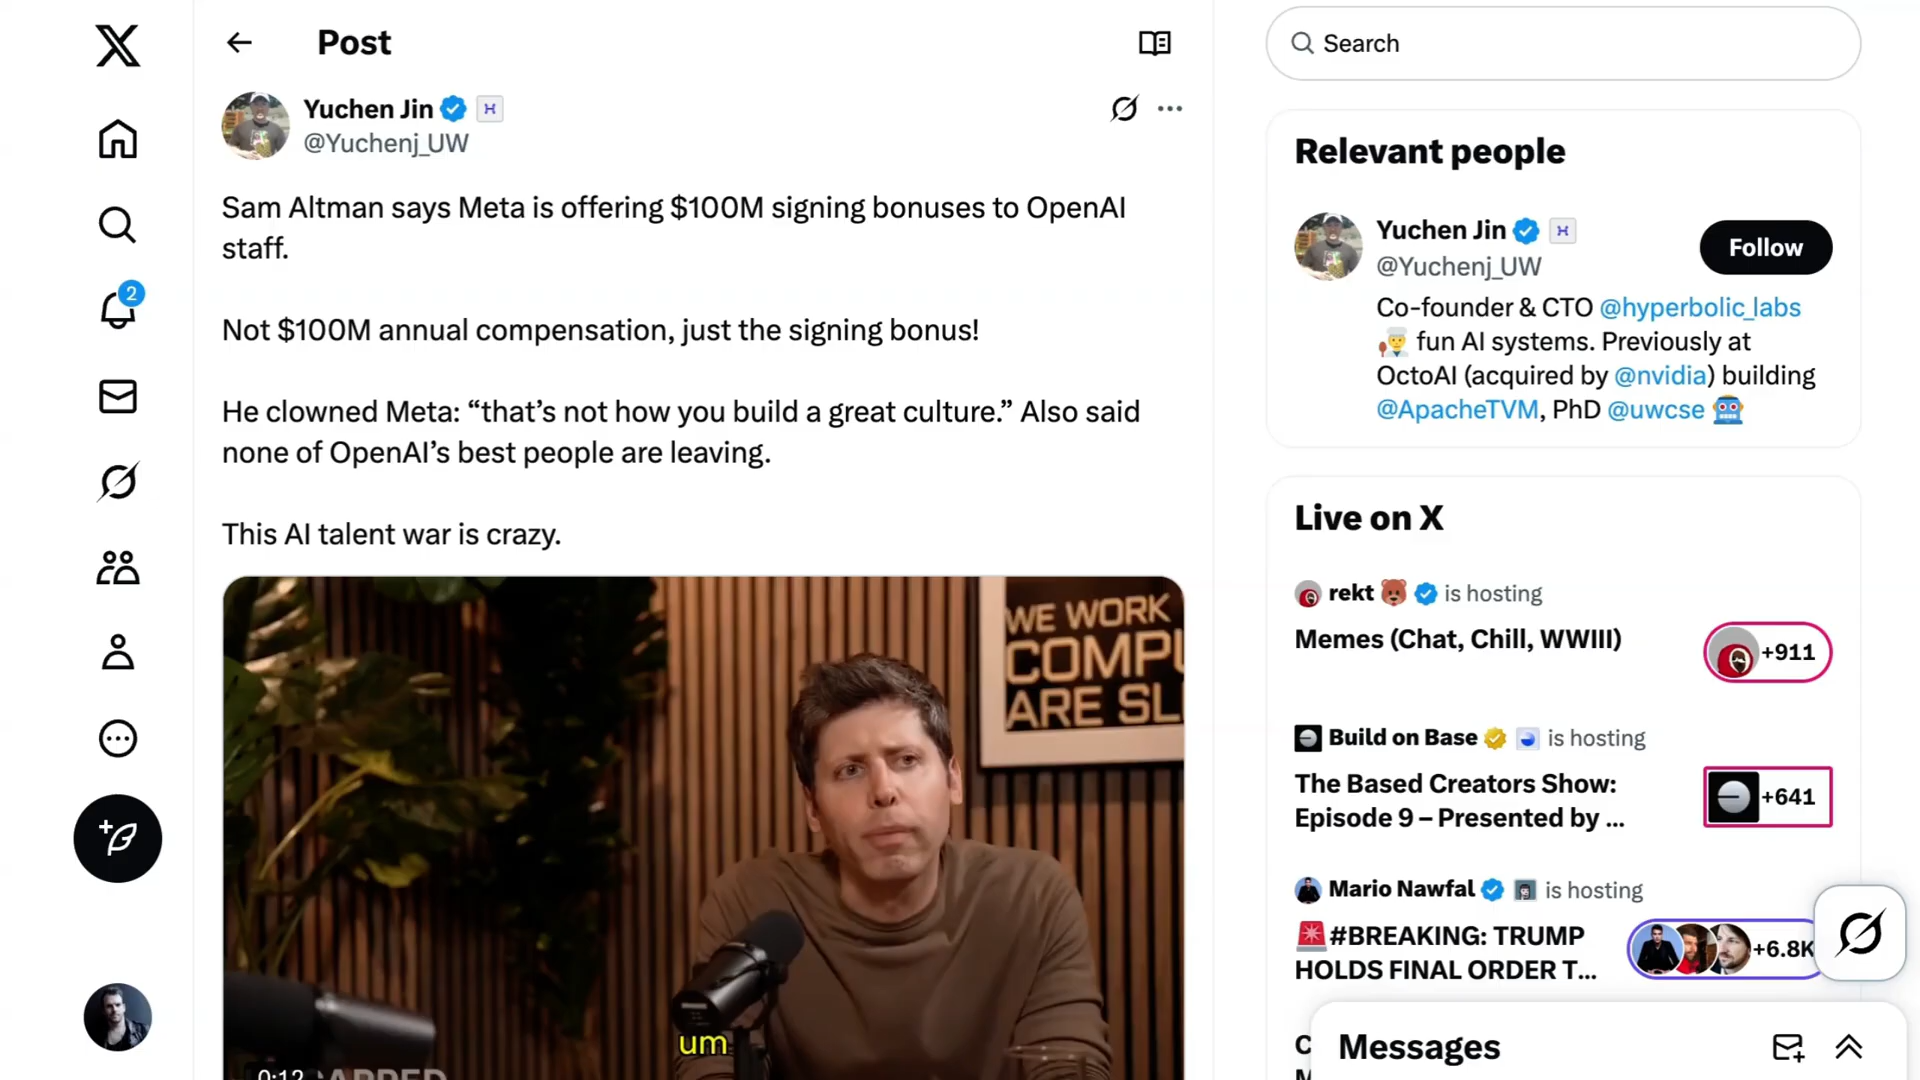 Post
Search
Yuchen Jin
@Yuchenj_UW
Sam Altman says Meta is offering $100M signing bonuses to OpenAI
staff.
Not $100M annual compensation, just the signing bonus!
He clowned Meta: “that’s not how you build a great culture.” Also said
none of OpenAI’s best people are leaving.
This AI talent war is crazy.
WE WORK
ARE
um
0:12
2
Relevant people
Yuchen Jin
@Yuchenj_UW
Follow
Co-founder & CTO @hyperbolic_labs
fun AI systems. Previously at
OctoAI (acquired by @nvidia) building
@ApacheTVM, PhD @uwcse
Live on X
rekt is hosting
Memes (Chat, Chill, WWIII)
+911
Build on Base is hosting
The Based Creators Show:
Episode 9 – Presented by ...
+641
Mario Nawfal is hosting
#BREAKING: TRUMP
HOLDS FINAL ORDER T...
+6.8K
Messages